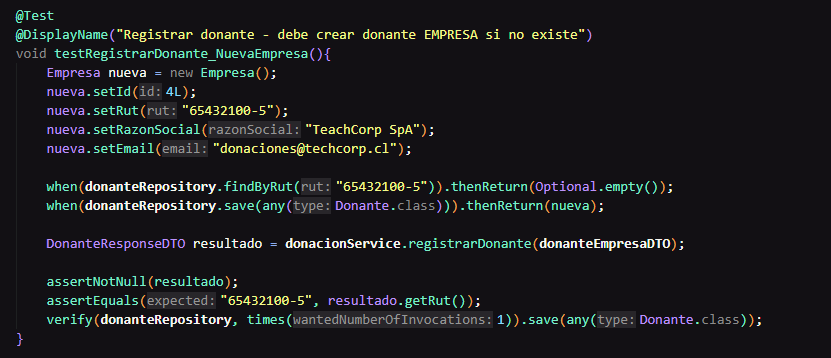 @Test
@DisplayName("Registrar donante - debe crear donante EMPRESA si no existe")
void testRegistrarDonante_NuevaEmpresa(){
Empresa nueva = new Empresa();
nueva.setId(id: 4L);
nueva.setRut(rut: "65432100-5");
nueva.setRazonSocial(razonSocial: "TeachCorp SpA");
nueva.setEmail(email: "donaciones@techcorp.cl");
when(donanteRepository.findByRut(rut: "65432100-5")).thenReturn(Optional.empty());
when(donanteRepository.save(any(type: Donante.class))).thenReturn(nueva);
DonanteResponseDTO resultado = donacionService.registrarDonante(donanteEmpresaDTO);
assertNotNull(resultado);
assertEquals(expected: "65432100-5", resultado.getRut());
verify(donanteRepository, times(wantedNumberOfInvocations: 1)).save(any(type: Donante.class));
}